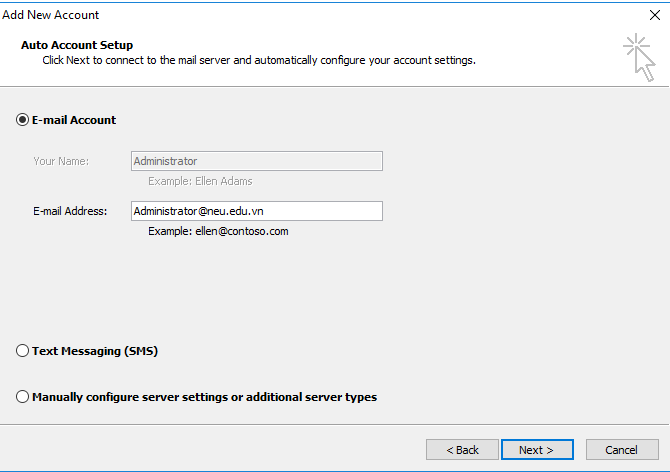 Add New Account
Auto Account Setup
Click Next to connect to the mail server and automatically configure your account settings.
E-mail Account
Your Name: Administrator
Example: Ellen Adams
E-mail Address: Administrator@neu.edu.vn
Example: ellen@contoso.com
Text Messaging (SMS)
Manually configure server settings or additional server types
< Back Next > Cancel